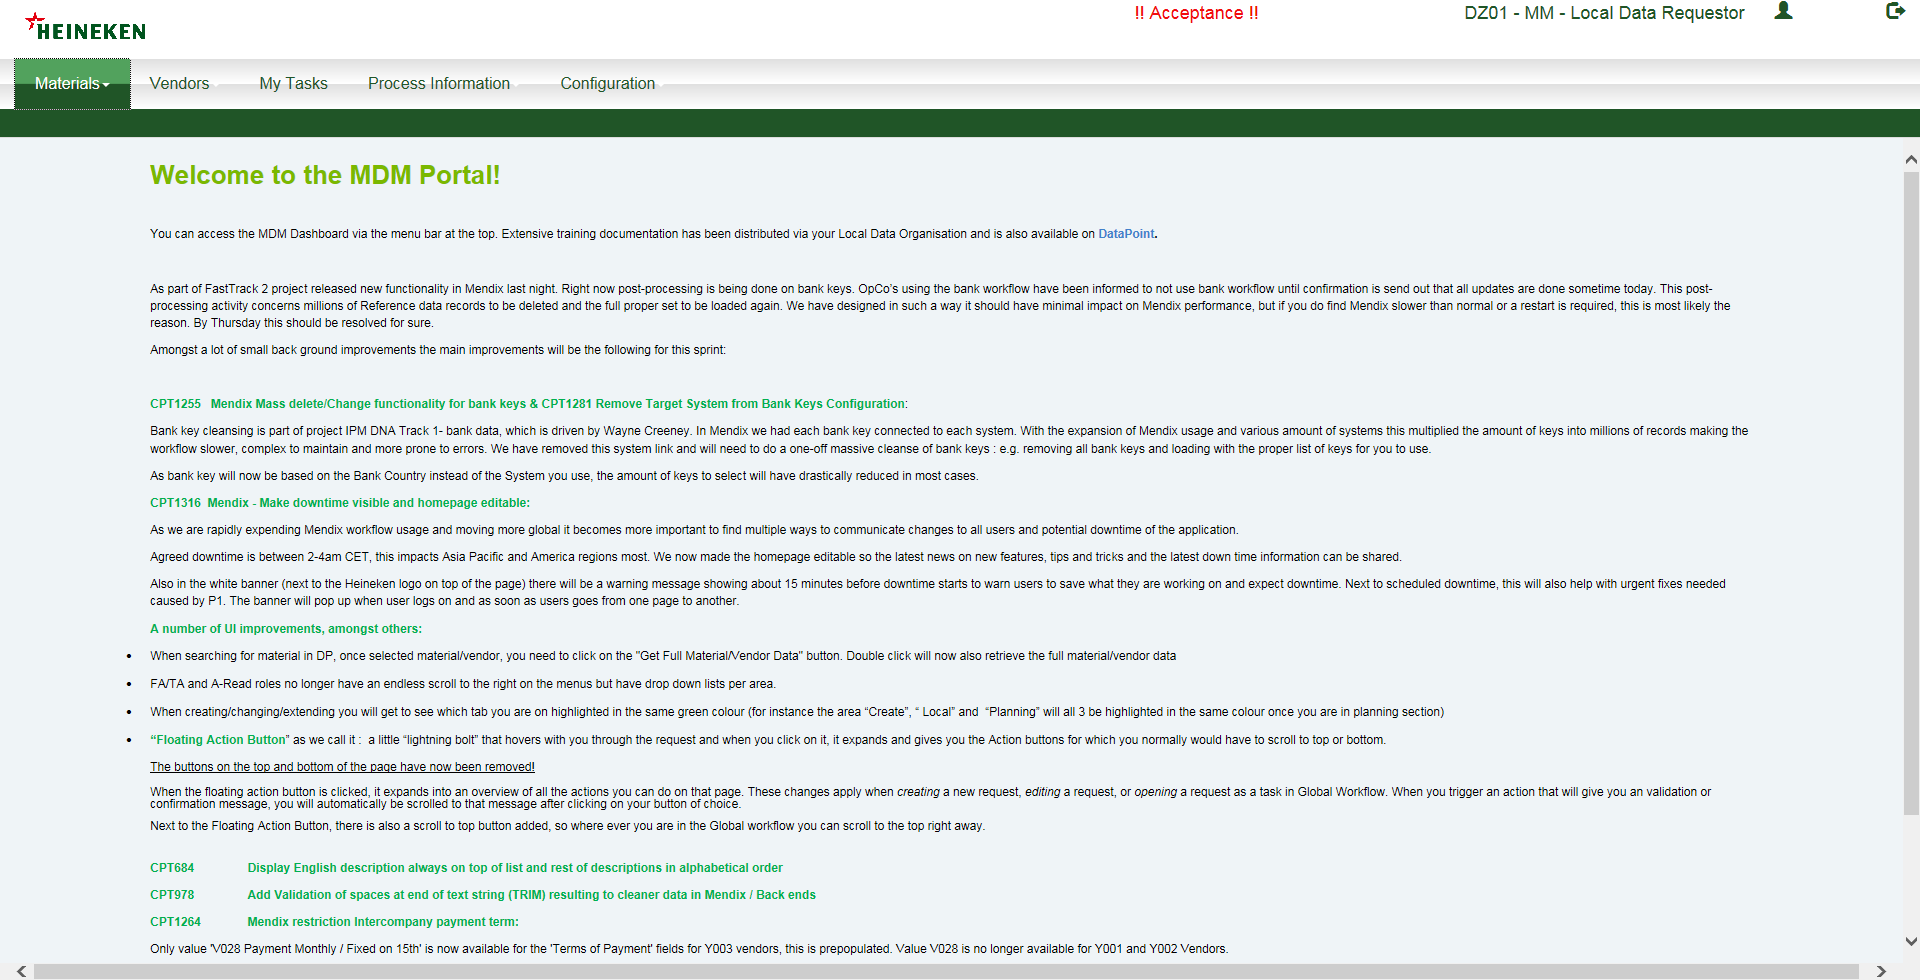 HEINEKEN
!! Acceptance !!
DZ01 - MM - Local Data Requestor
Materials
Vendors
My Tasks
Process Information
Configuration
Welcome to the MDM Portal!
You can access the MDM Dashboard via the menu bar at the top. Extensive training documentation has been distributed via your Local Data Organisation and is also available on DataPoint.
As part of FastTrack 2 project released new functionality in Mendix last night. Right now post-processing is being done on bank keys. OpCo's using the bank workflow have been informed to not use bank workflow until confirmation is send out that all updates are done sometime today. This post-
processing activity concerns millions of Reference data records to be deleted and the full proper set to be loaded again. We have designed in such a way it should have minimal impact on Mendix performance, but if you do find Mendix slower than normal or a restart is required, this is most likely the
reason. By Thursday this should be resolved for sure.
Amongst a lot of small back ground improvements the main improvements will be the following for this sprint:
CPT1255   Mendix Mass delete/Change functionality for bank keys & CPT1281 Remove Target System from Bank Keys Configuration:
Bank key cleansing is part of project IPM DNA Track 1- bank data, which is driven by Wayne Creeney. In Mendix we had each bank key connected to each system. With the expansion of Mendix usage and various amount of systems this multiplied the amount of keys into millions of records making the
workflow slower, complex to maintain and more prone to errors. We have removed this system link and will need to do a one-off massive cleanse of bank keys : e.g. removing all bank keys and loading with the proper list of keys for you to use.
As bank key will now be based on the Bank Country instead of the System you use, the amount of keys to select will have drastically reduced in most cases.
CPT1316  Mendix - Make downtime visible and homepage editable:
As we are rapidly expending Mendix workflow usage and moving more global it becomes more important to find multiple ways to communicate changes to all users and potential downtime of the application.
Agreed downtime is between 2-4am CET, this impacts Asia Pacific and America regions most. We now made the homepage editable so the latest news on new features, tips and tricks and the latest down time information can be shared.
Also in the white banner (next to the Heineken logo on top of the page) there will be a warning message showing about 15 minutes before downtime starts to warn users to save what they are working on and expect downtime. Next to scheduled downtime, this will also help with urgent fixes needed
caused by P1. The banner will pop up when user logs on and as soon as users goes from one page to another.
A number of UI improvements, amongst others:
• When searching for material in DP, once selected material/vendor, you need to click on the "Get Full Material/Vendor Data" button. Double click will now also retrieve the full material/vendor data
• FA/TA and A-Read roles no longer have an endless scroll to the right on the menus but have drop down lists per area.
• When creating/changing/extending you will get to see which tab you are on highlighted in the same green colour (for instance the area “Create”, “ Local” and  “Planning” will all 3 be highlighted in the same colour once you are in planning section)
• “Floating Action Button” as we call it :  a little “lightning bolt” that hovers with you through the request and when you click on it, it expands and gives you the Action buttons for which you normally would have to scroll to top or bottom.
The buttons on the top and bottom of the page have now been removed!
When the floating action button is clicked, it expands into an overview of all the actions you can do on that page. These changes apply when creating a new request, editing a request, or opening a request as a task in Global Workflow. When you trigger an action that will give you an validation or
confirmation message, you will automatically be scrolled to that message after clicking on your button of choice.
Next to the Floating Action Button, there is also a scroll to top button added, so where ever you are in the Global workflow you can scroll to the top right away.
CPT684 Display English description always on top of list and rest of descriptions in alphabetical order
CPT978 Add Validation of spaces at end of text string (TRIM) resulting to cleaner data in Mendix / Back ends
CPT1264 Mendix restriction Intercompany payment term:
Only value 'V028 Payment Monthly / Fixed on 15th' is now available for the 'Terms of Payment' fields for Y003 vendors, this is prepopulated. Value V028 is no longer available for Y001 and Y002 Vendors.